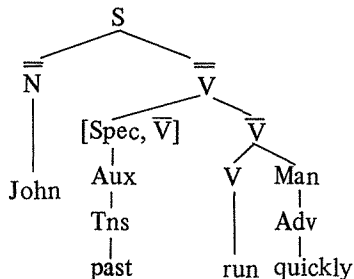 S
N̿ V̿
[Spec, V̅] V̅
Aux V Man
John
Tns Adv
past run quickly